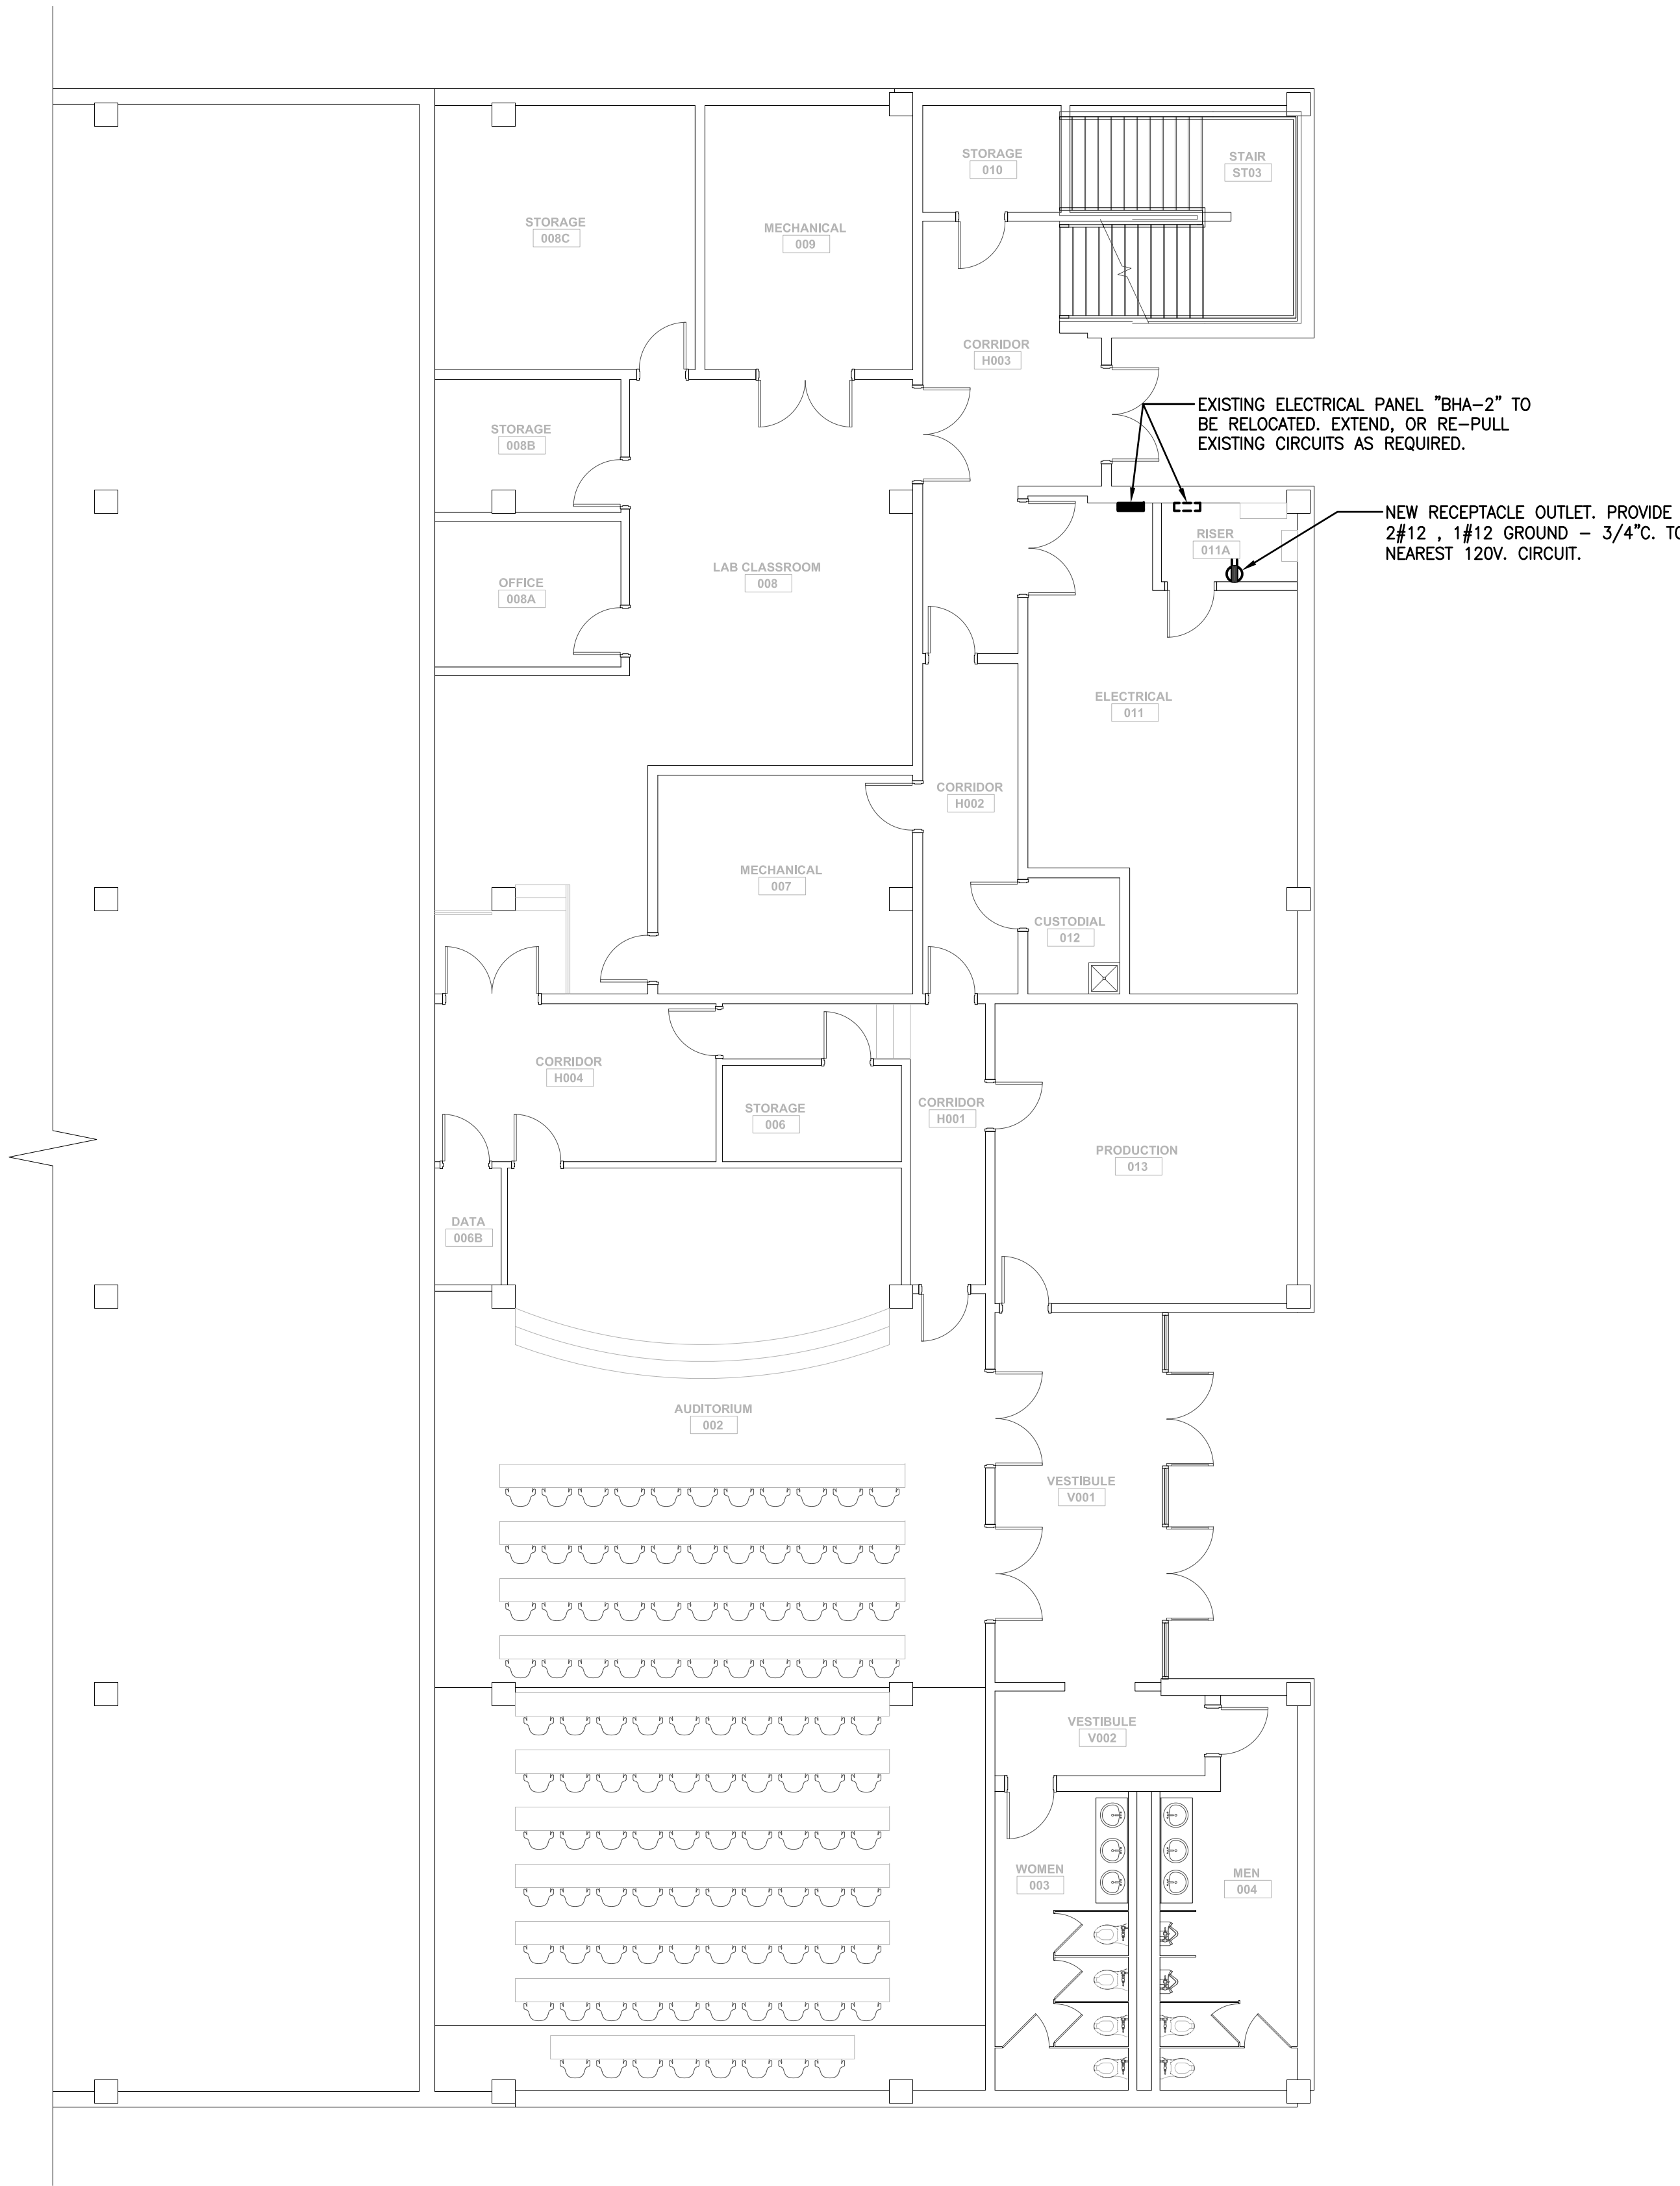 STORAGE
010
STAIR
ST03
STORAGE
008C
MECHANICAL
009
CORRIDOR
H003
EXISTING ELECTRICAL PANEL "BHA-2" TO
BE RELOCATED. EXTEND, OR RE-PULL
EXISTING CIRCUITS AS REQUIRED.
STORAGE
008B
NEW RECEPTACLE OUTLET. PROVIDE
2#12 , 1#12 GROUND - 3/4"C. TO
NEAREST 120V. CIRCUIT.
RISER
011A
LAB CLASSROOM
008
OFFICE
008A
ELECTRICAL
011
CORRIDOR
H002
MECHANICAL
007
CUSTODIAL
012
CORRIDOR
H004
STORAGE
006
CORRIDOR
H001
PRODUCTION
013
DATA
006B
AUDITORIUM
002
VESTIBULE
V001
VESTIBULE
V002
WOMEN
003
MEN
004